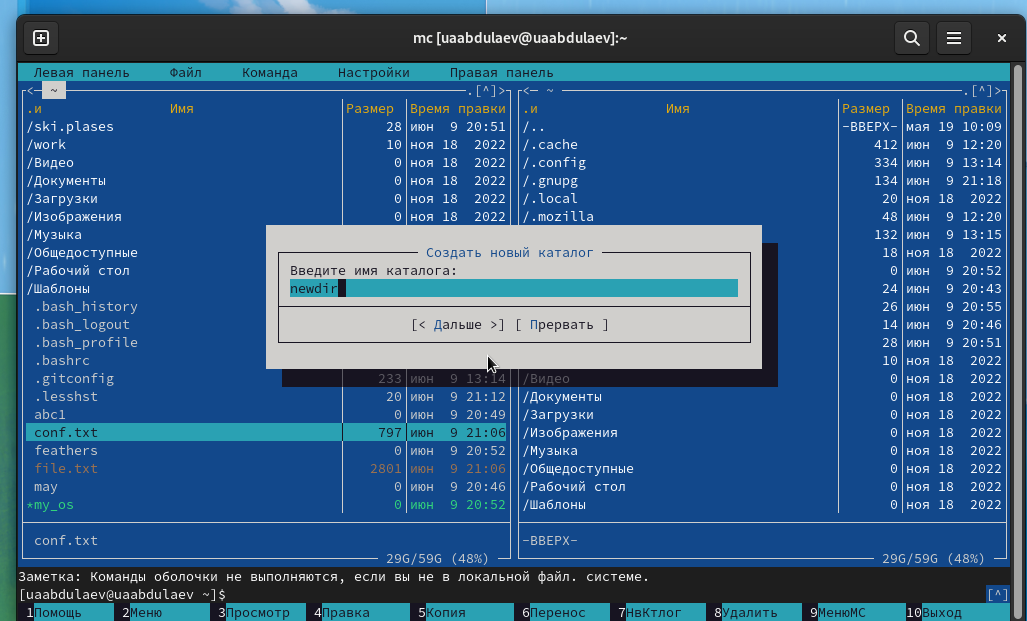 mc [uaabdulaev@uaabdulaev]:~
Левая панель Файл Команда Настройки Правая панель
<─ ~ .[^]> <─ ~ .[^]>
.и Имя Размер Время правки .и Имя Размер Время правки
/ski.plases 28 июн 9 20:51 /.. -ВВЕРХ- мая 19 10:09
/work 10 ноя 18 2022 /.cache 412 июн 9 12:20
/Видео 0 ноя 18 2022 /.config 334 июн 9 13:14
/Документы 0 ноя 18 2022 /.gnupg 134 июн 9 21:18
/Загрузки 0 ноя 18 2022 /.local 20 ноя 18 2022
/Изображения 0 ноя 18 2022 /.mozilla 48 июн 9 12:20
/Музыка 132 июн 9 13:15
/Общедоступные Создать новый каталог 18 ноя 18 2022
/Рабочий стол Введите имя каталога: 0 июн 9 20:52
/Шаблоны newdir 24 июн 9 20:43
.bash_history 26 июн 9 20:55
.bash_logout [< Дальше >] [ Прервать ] 14 июн 9 20:46
.bash_profile 28 июн 9 20:51
.bashrc 10 ноя 18 2022
.gitconfig 233 июн 9 13:14 /Видео 0 ноя 18 2022
.lesshst 20 июн 9 21:12 /Документы 0 ноя 18 2022
abc1 0 июн 9 20:49 /Загрузки 0 ноя 18 2022
conf.txt 797 июн 9 21:06 /Изображения 0 ноя 18 2022
feathers 0 июн 9 20:52 /Музыка 0 ноя 18 2022
file.txt 2801 июн 9 21:06 /Общедоступные 0 ноя 18 2022
may 0 июн 9 20:46 /Рабочий стол 0 ноя 18 2022
*my_os 0 июн 9 20:52 /Шаблоны 0 ноя 18 2022
conf.txt -ВВЕРХ-
29G/59G (48%) 29G/59G (48%)
Заметка: Команды оболочки не выполняются, если вы не в локальной файл. системе.
[uaabdulaev@uaabdulaev ~]$ [^]
1Помощь 2Меню 3Просмотр 4Правка 5Копия 6Перенос 7НвКтлог 8Удалить 9МенюМС 10Выход